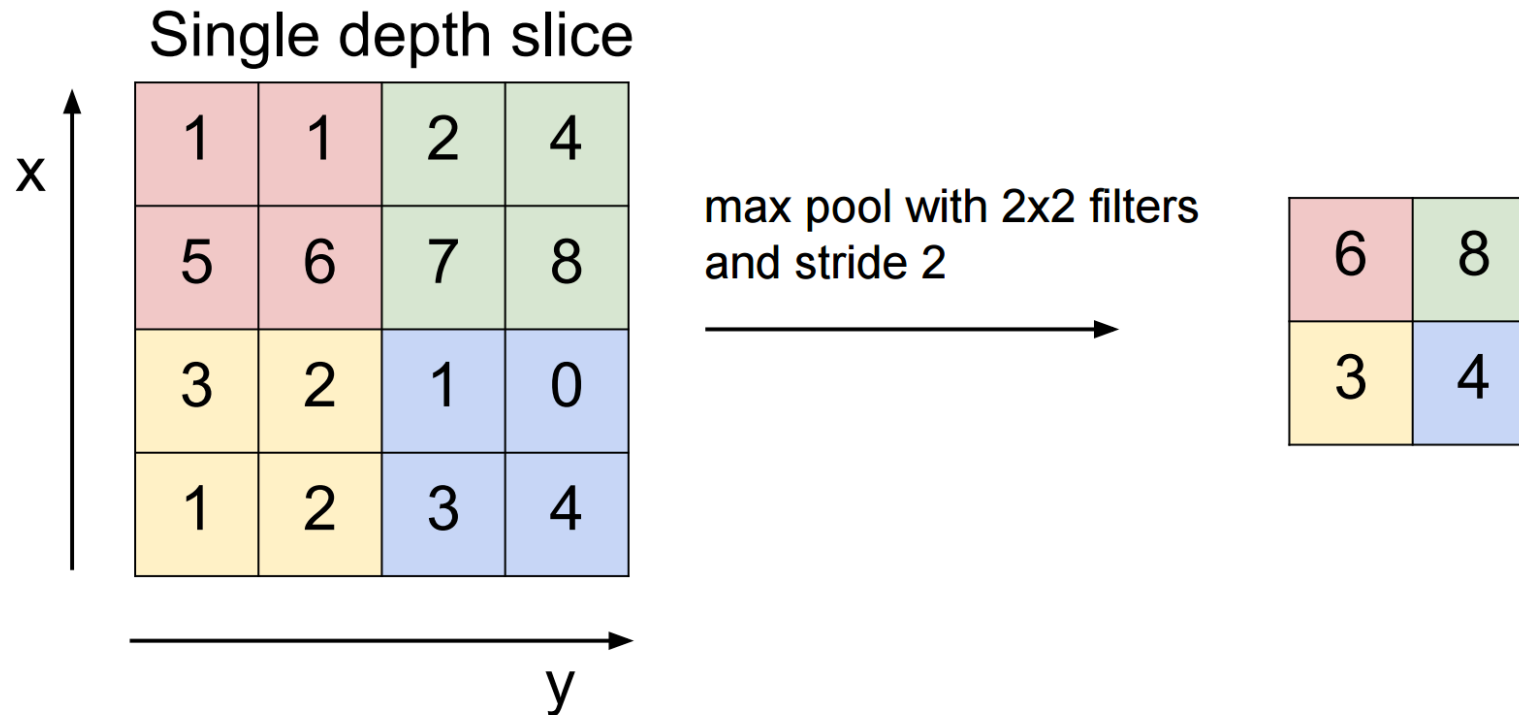 Single depth slice
x
1 1 2 4
5 6 7 8
3 2 1 0
1 2 3 4
y
max pool with 2x2 filters
and stride 2
6 8
3 4